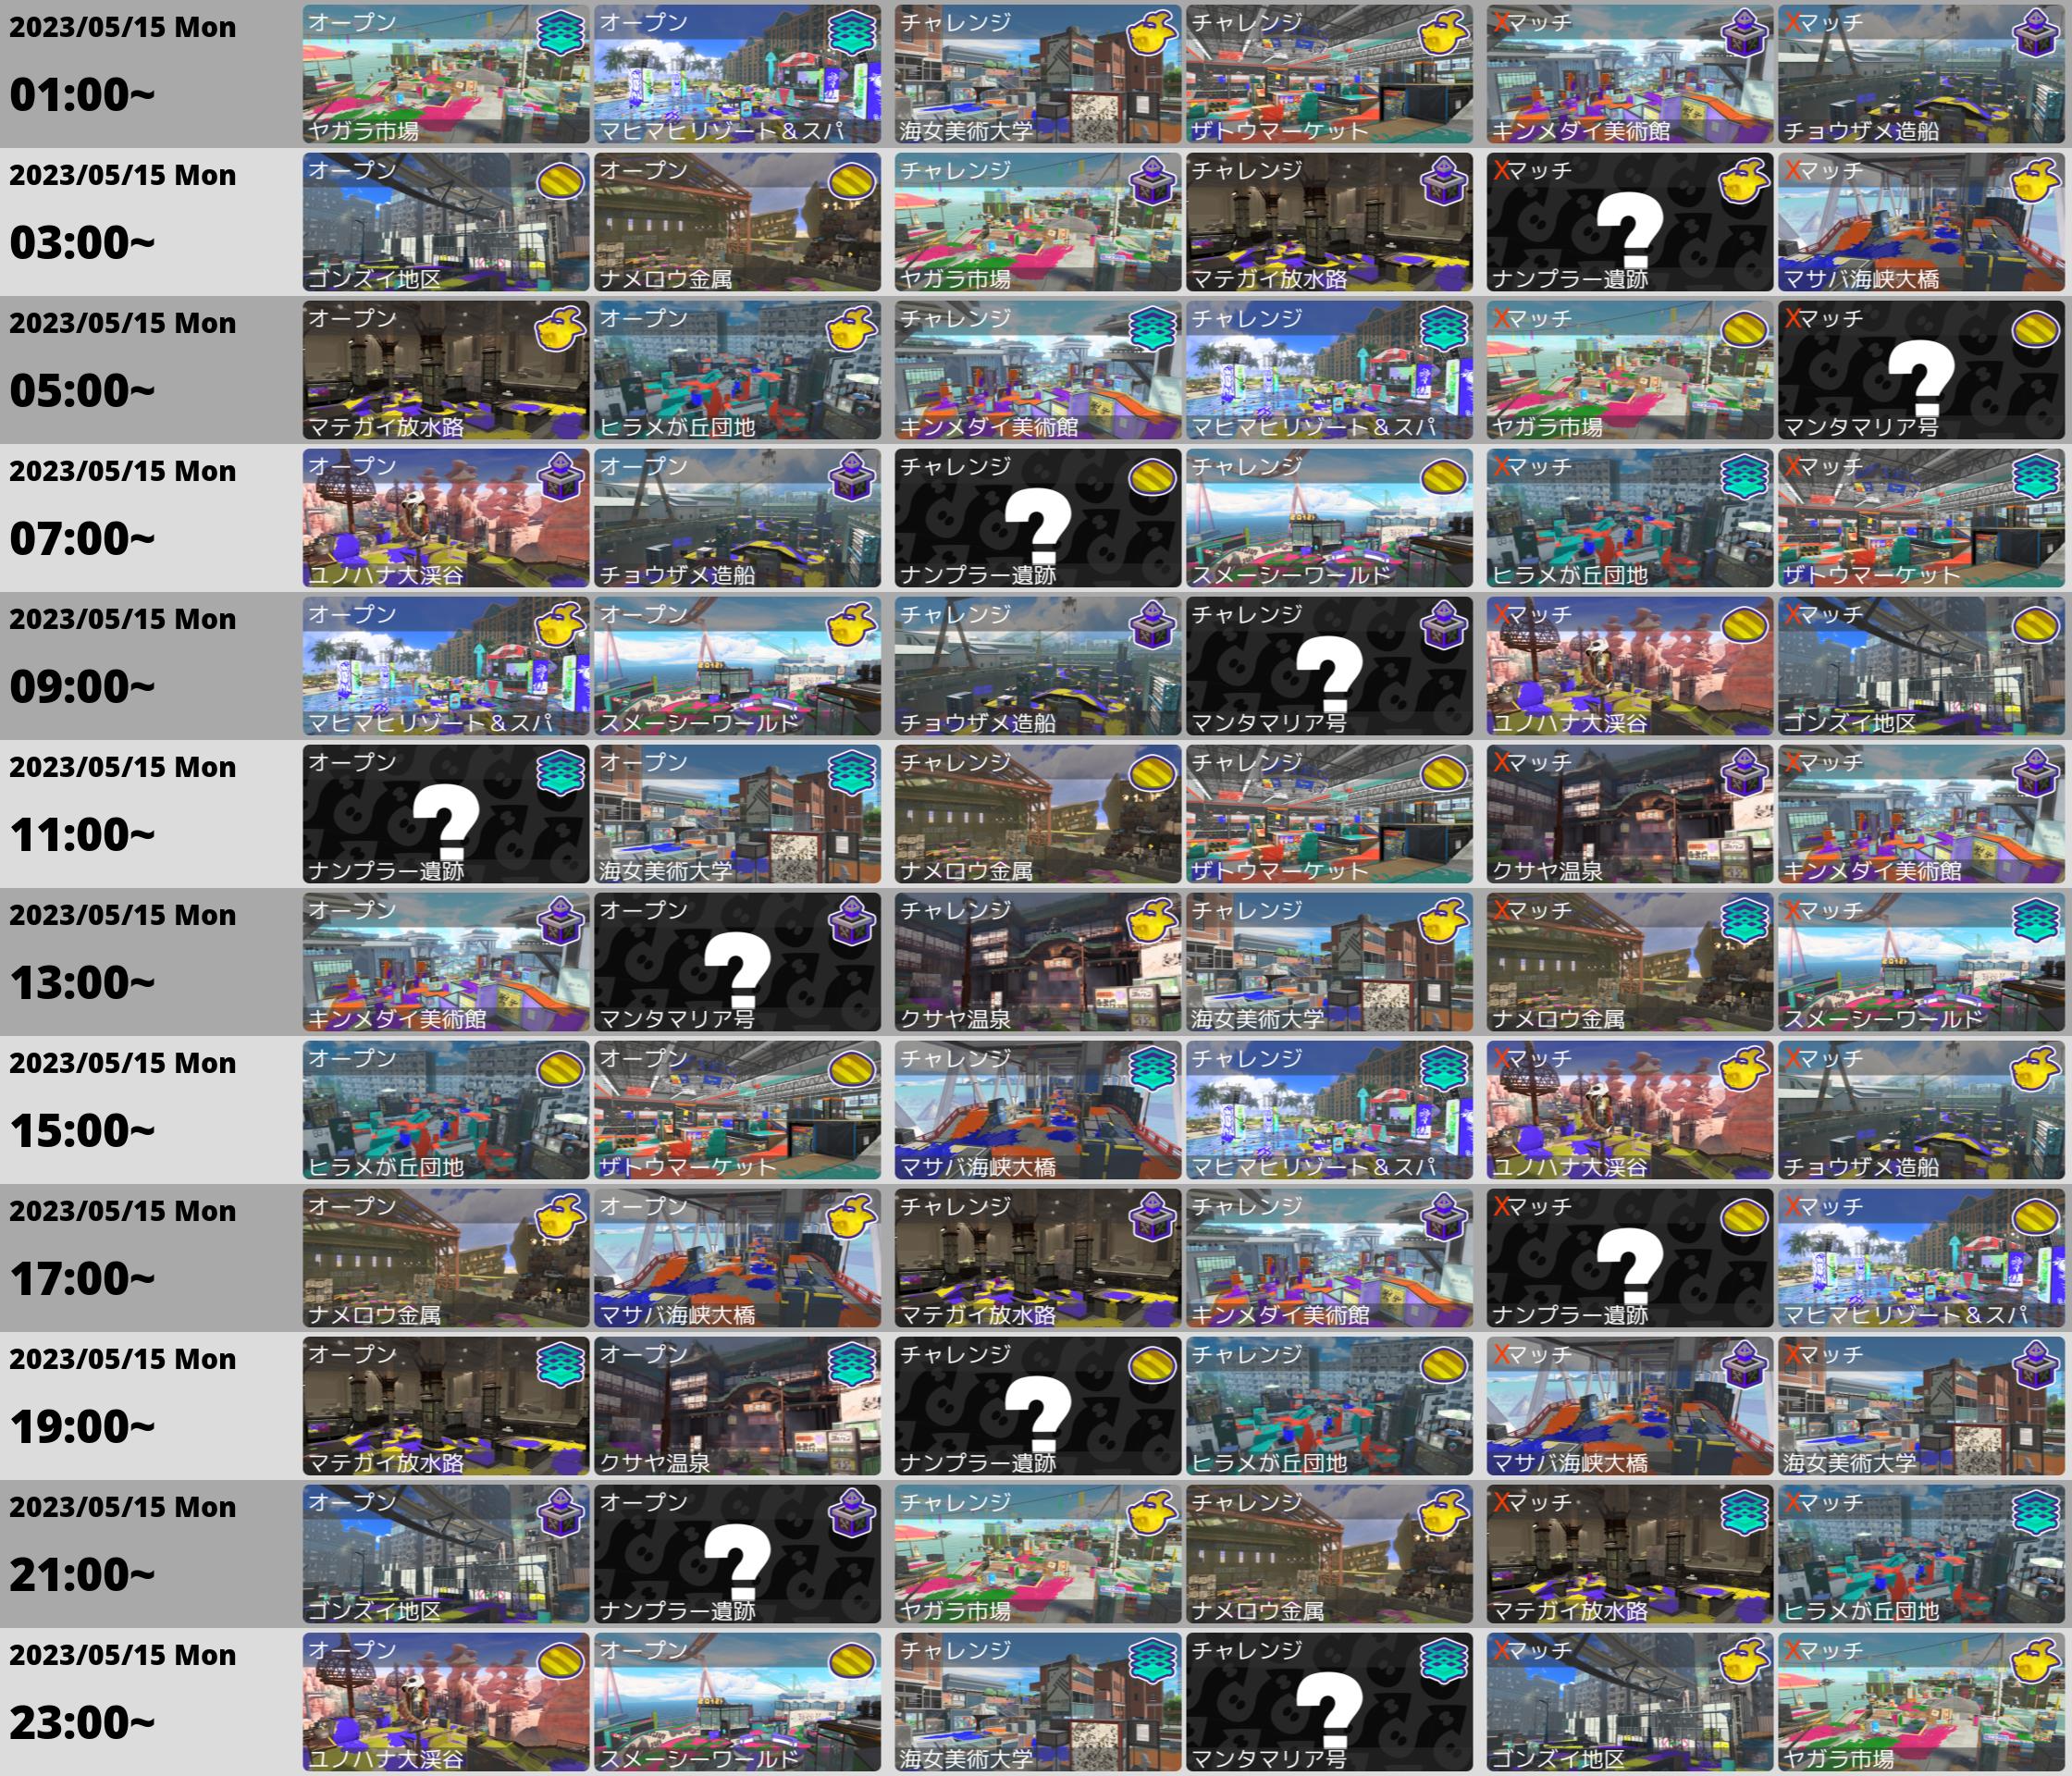 2023/05/15 Mon
01:00~
オープン
ヤガラ市場
オープン
マヒマヒリゾート＆スパ
チャレンジ
海女美術大学
チャレンジ
ザトウマーケット
Xマッチ
キンメダイ美術館
Xマッチ
チョウザメ造船
2023/05/15 Mon
03:00~
オープン
ゴンズイ地区
オープン
ナメロウ金属
チャレンジ
ヤガラ市場
チャレンジ
マテガイ放水路
Xマッチ
?
ナンプラー遺跡
Xマッチ
マサバ海峡大橋
2023/05/15 Mon
05:00~
オープン
マテガイ放水路
オープン
ヒラメが丘団地
チャレンジ
キンメダイ美術館
チャレンジ
マヒマヒリゾート＆スパ
Xマッチ
ヤガラ市場
Xマッチ
?
マンタマリア号
2023/05/15 Mon
07:00~
オープン
ユノハナ大渓谷
オープン
チョウザメ造船
チャレンジ
?
ナンプラー遺跡
チャレンジ
スメーシーワールド
Xマッチ
ヒラメが丘団地
Xマッチ
ザトウマーケット
2023/05/15 Mon
09:00~
オープン
マヒマヒリゾート＆スパ
オープン
スメーシーワールド
チャレンジ
チョウザメ造船
チャレンジ
?
マンタマリア号
Xマッチ
ユノハナ大渓谷
Xマッチ
ゴンズイ地区
2023/05/15 Mon
11:00~
オープン
?
ナンプラー遺跡
オープン
海女美術大学
チャレンジ
ナメロウ金属
チャレンジ
ザトウマーケット
Xマッチ
クサヤ温泉
Xマッチ
キンメダイ美術館
2023/05/15 Mon
13:00~
オープン
キンメダイ美術館
オープン
?
マンタマリア号
チャレンジ
クサヤ温泉
チャレンジ
海女美術大学
Xマッチ
ナメロウ金属
Xマッチ
スメーシーワールド
2023/05/15 Mon
15:00~
オープン
ヒラメが丘団地
オープン
ザトウマーケット
チャレンジ
マサバ海峡大橋
チャレンジ
マヒマヒリゾート＆スパ
Xマッチ
ユノハナ大渓谷
Xマッチ
チョウザメ造船
2023/05/15 Mon
17:00~
オープン
ナメロウ金属
オープン
マサバ海峡大橋
チャレンジ
マテガイ放水路
チャレンジ
キンメダイ美術館
Xマッチ
?
ナンプラー遺跡
Xマッチ
マヒマヒリゾート＆スパ
2023/05/15 Mon
19:00~
オープン
マテガイ放水路
オープン
クサヤ温泉
チャレンジ
?
ナンプラー遺跡
チャレンジ
ヒラメが丘団地
Xマッチ
マサバ海峡大橋
Xマッチ
海女美術大学
2023/05/15 Mon
21:00~
オープン
ゴンズイ地区
オープン
?
ナンプラー遺跡
チャレンジ
ヤガラ市場
チャレンジ
ナメロウ金属
Xマッチ
マテガイ放水路
Xマッチ
ヒラメが丘団地
2023/05/15 Mon
23:00~
オープン
ユノハナ大渓谷
オープン
スメーシーワールド
チャレンジ
海女美術大学
チャレンジ
?
マンタマリア号
Xマッチ
ゴンズイ地区
Xマッチ
ヤガラ市場